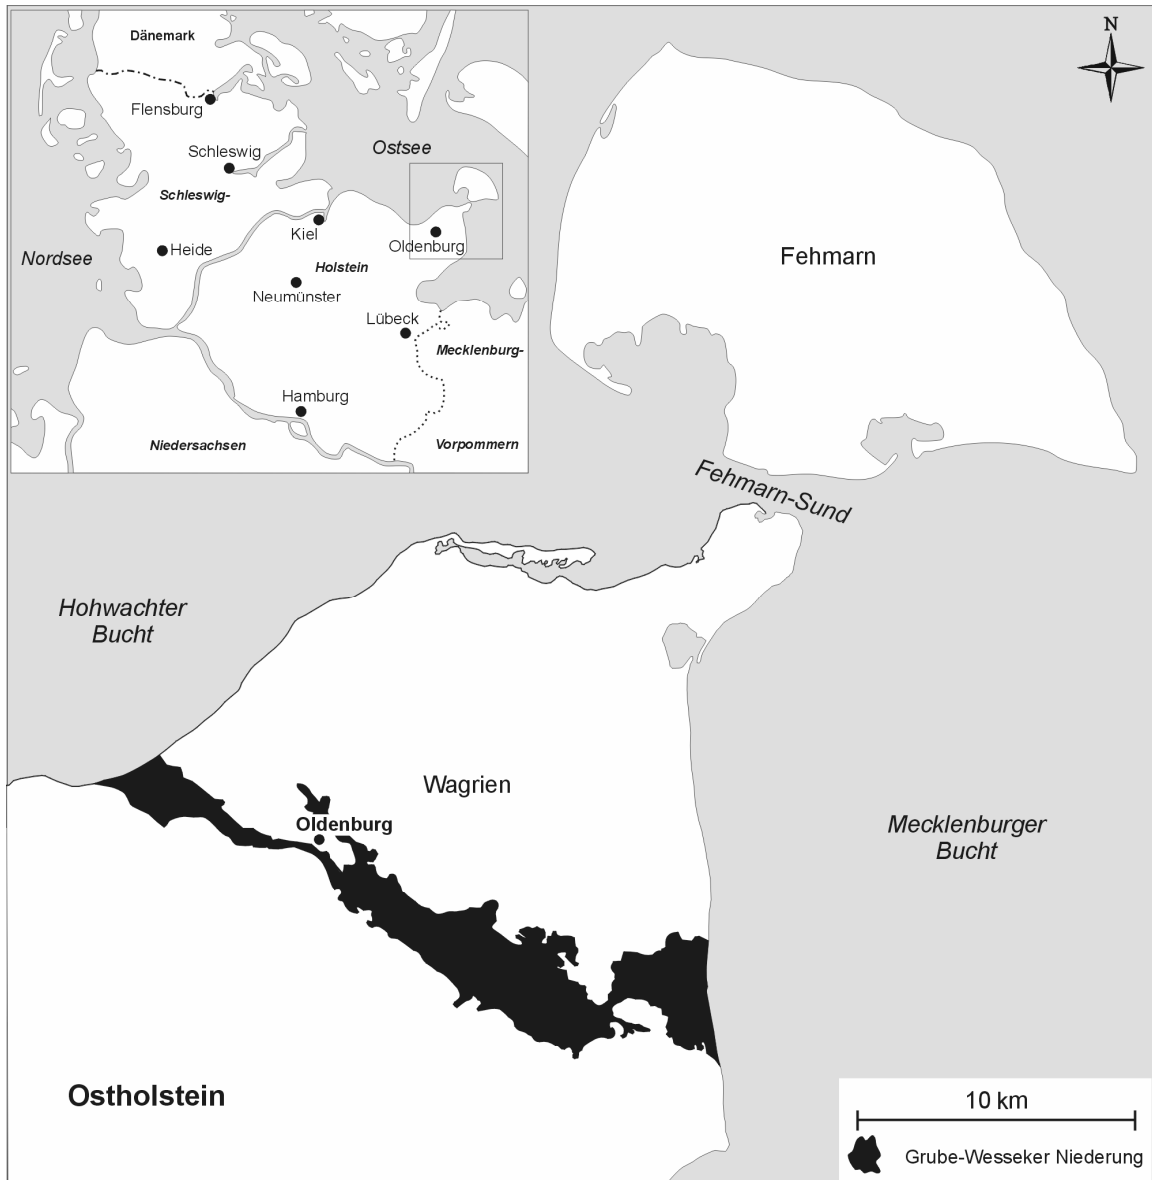 Dänemark
Flensburg
Schleswig
Ostsee
Schleswig-
Kiel
Oldenburg
Heide
Nordsee
Holstein
Neumünster
Lübeck
Mecklenburg-
Hamburg
Niedersachsen
Vorpommern
N
Fehmarn
Fehmarn-Sund
Hohwachter
Bucht
Wagrien
Oldenburg
Mecklenburger
Bucht
Ostholstein
10 km
Grube-Wesseker Niederung